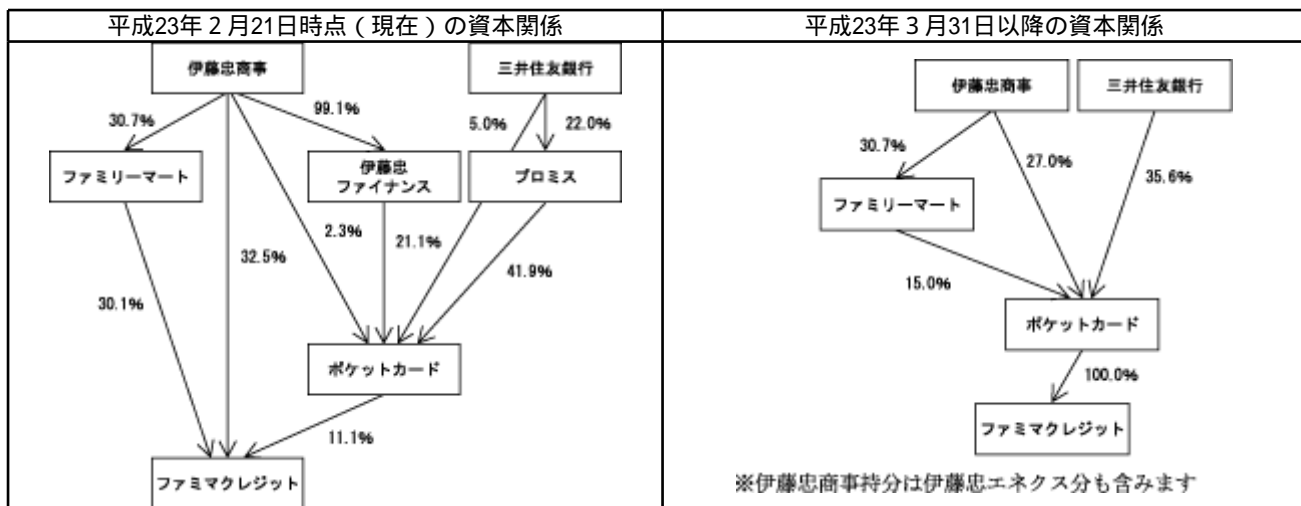 平成23年2月21日時点(現在)の資本関係
伊藤忠商事
三井住友銀行
30.7%
99.1%
5.0%
22.0%
ファミリーマート
伊藤忠
ファイナンス
プロミス
32.5%
2.3%
21.1%
41.9%
30.1%
ポケットカード
11.1%
ファミマクレジット
平成23年3月31日以降の資本関係
伊藤忠商事
三井住友銀行
30.7%
27.0%
35.6%
ファミリーマート
15.0%
ポケットカード
100.0%
ファミマクレジット
※伊藤忠商事持分は伊藤忠エネクス分も含みます